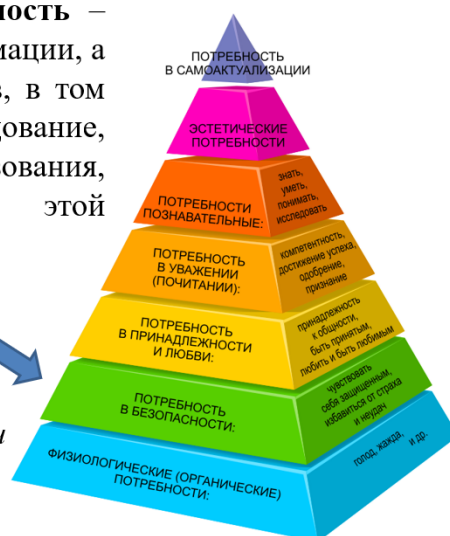 ность –
мации, а
в, в том
дование,
вования,
этой
и
ПОТРЕБНОСТЬ
В САМОАКТУАЛИЗАЦИИ
ЭСТЕТИЧЕСКИЕ
ПОТРЕБНОСТИ
ПОТРЕБНОСТИ
ПОЗНАВАТЕЛЬНЫЕ:
знать,
уметь,
понимать,
исследовать
ПОТРЕБНОСТЬ
В УВАЖЕНИИ
(ПОЧИТАНИИ):
компетентность,
достижение успеха,
одобрение,
признание
ПОТРЕБНОСТЬ
В ПРИНАДЛЕЖНОСТИ
И ЛЮБВИ:
принадлежность
к общности,
быть принятым,
любить и быть любимым
ПОТРЕБНОСТЬ
В БЕЗОПАСНОСТИ:
чувствовать
себя защищенным,
избавиться от страха
и неудач
ФИЗИОЛОГИЧЕСКИЕ (ОРГАНИЧЕСКИЕ)
ПОТРЕБНОСТИ:
голод, жажда,
и др.